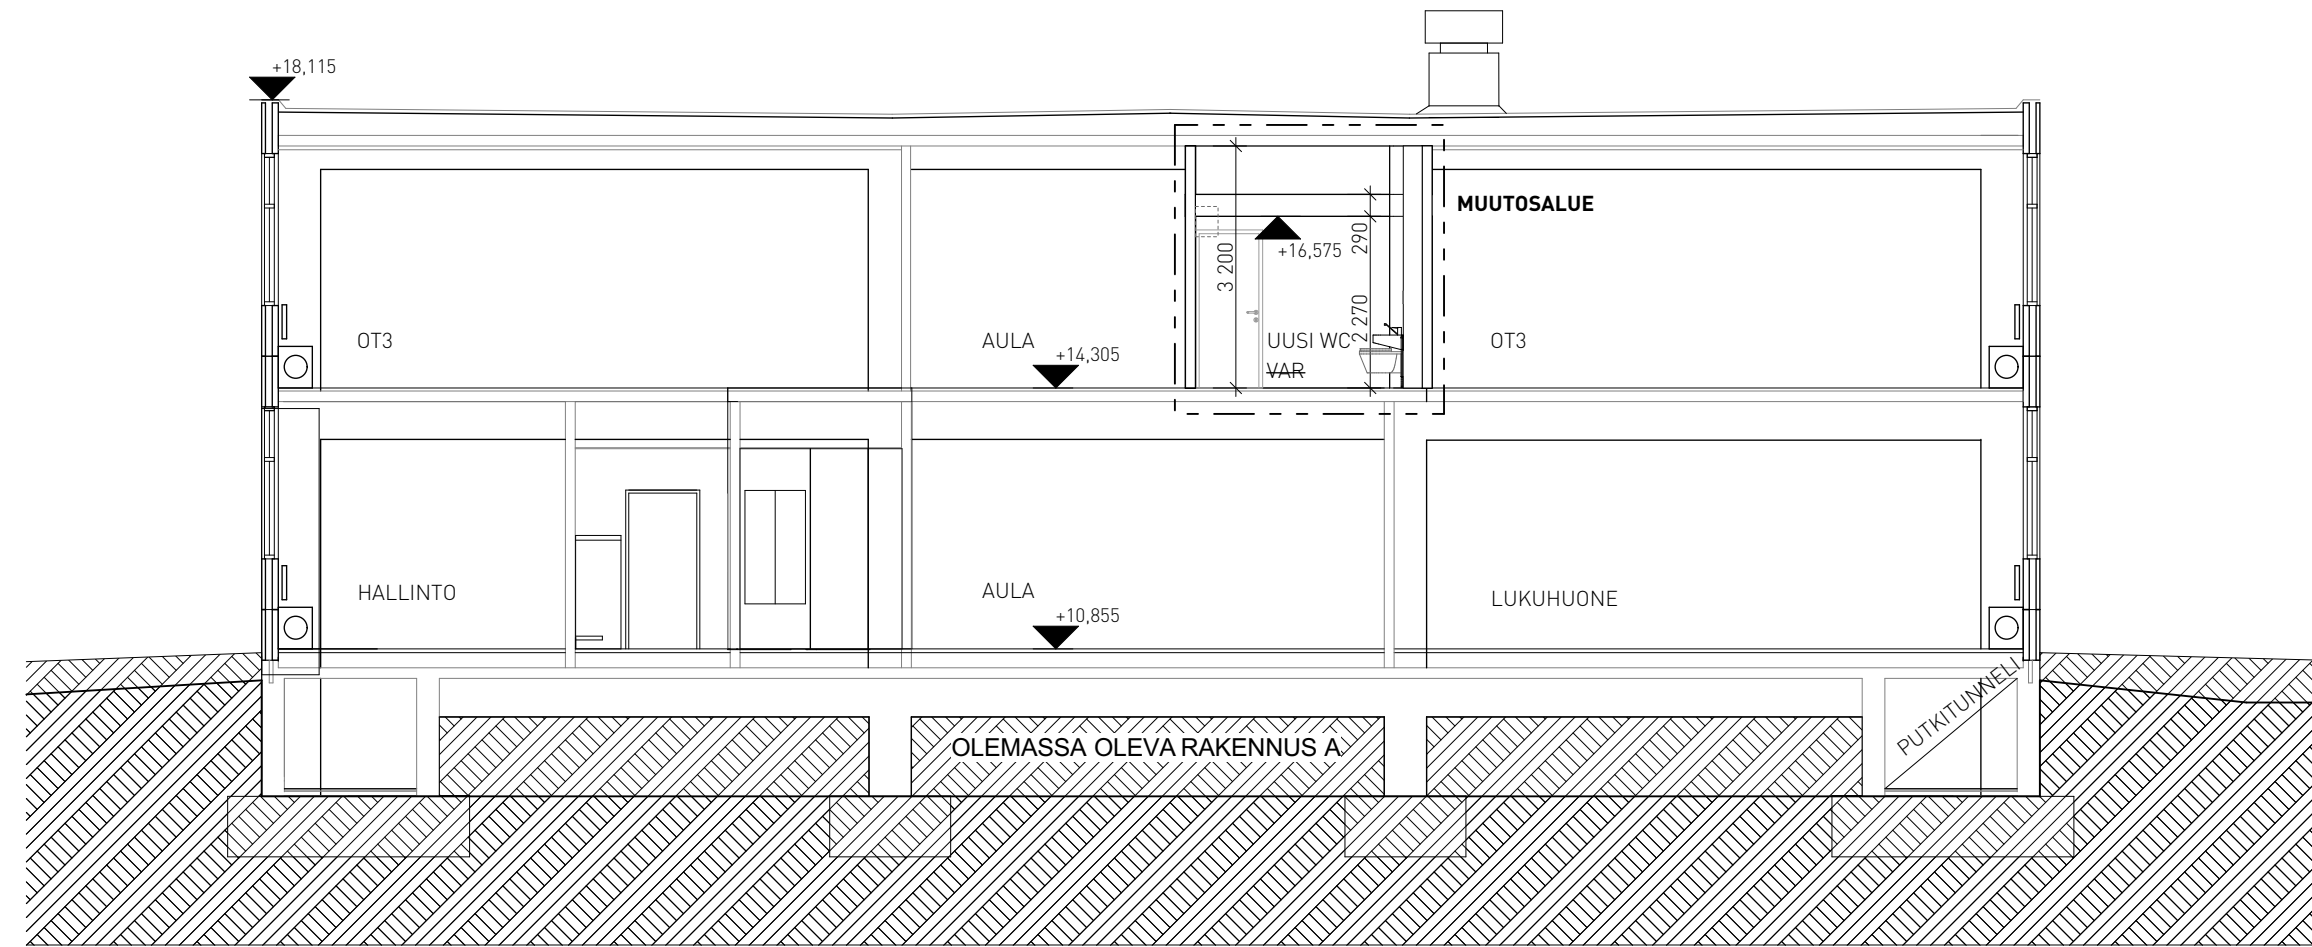 +18,115
MUUTOSALUE
3 200
290
+16,575
2 270
OT3
AULA
+14,305
UUSI WC
VAR
OT3
HALLINTO
AULA
+10,855
LUKUHUONE
PUTKITUNNELI
OLEMASSA OLEVA RAKENNUS A